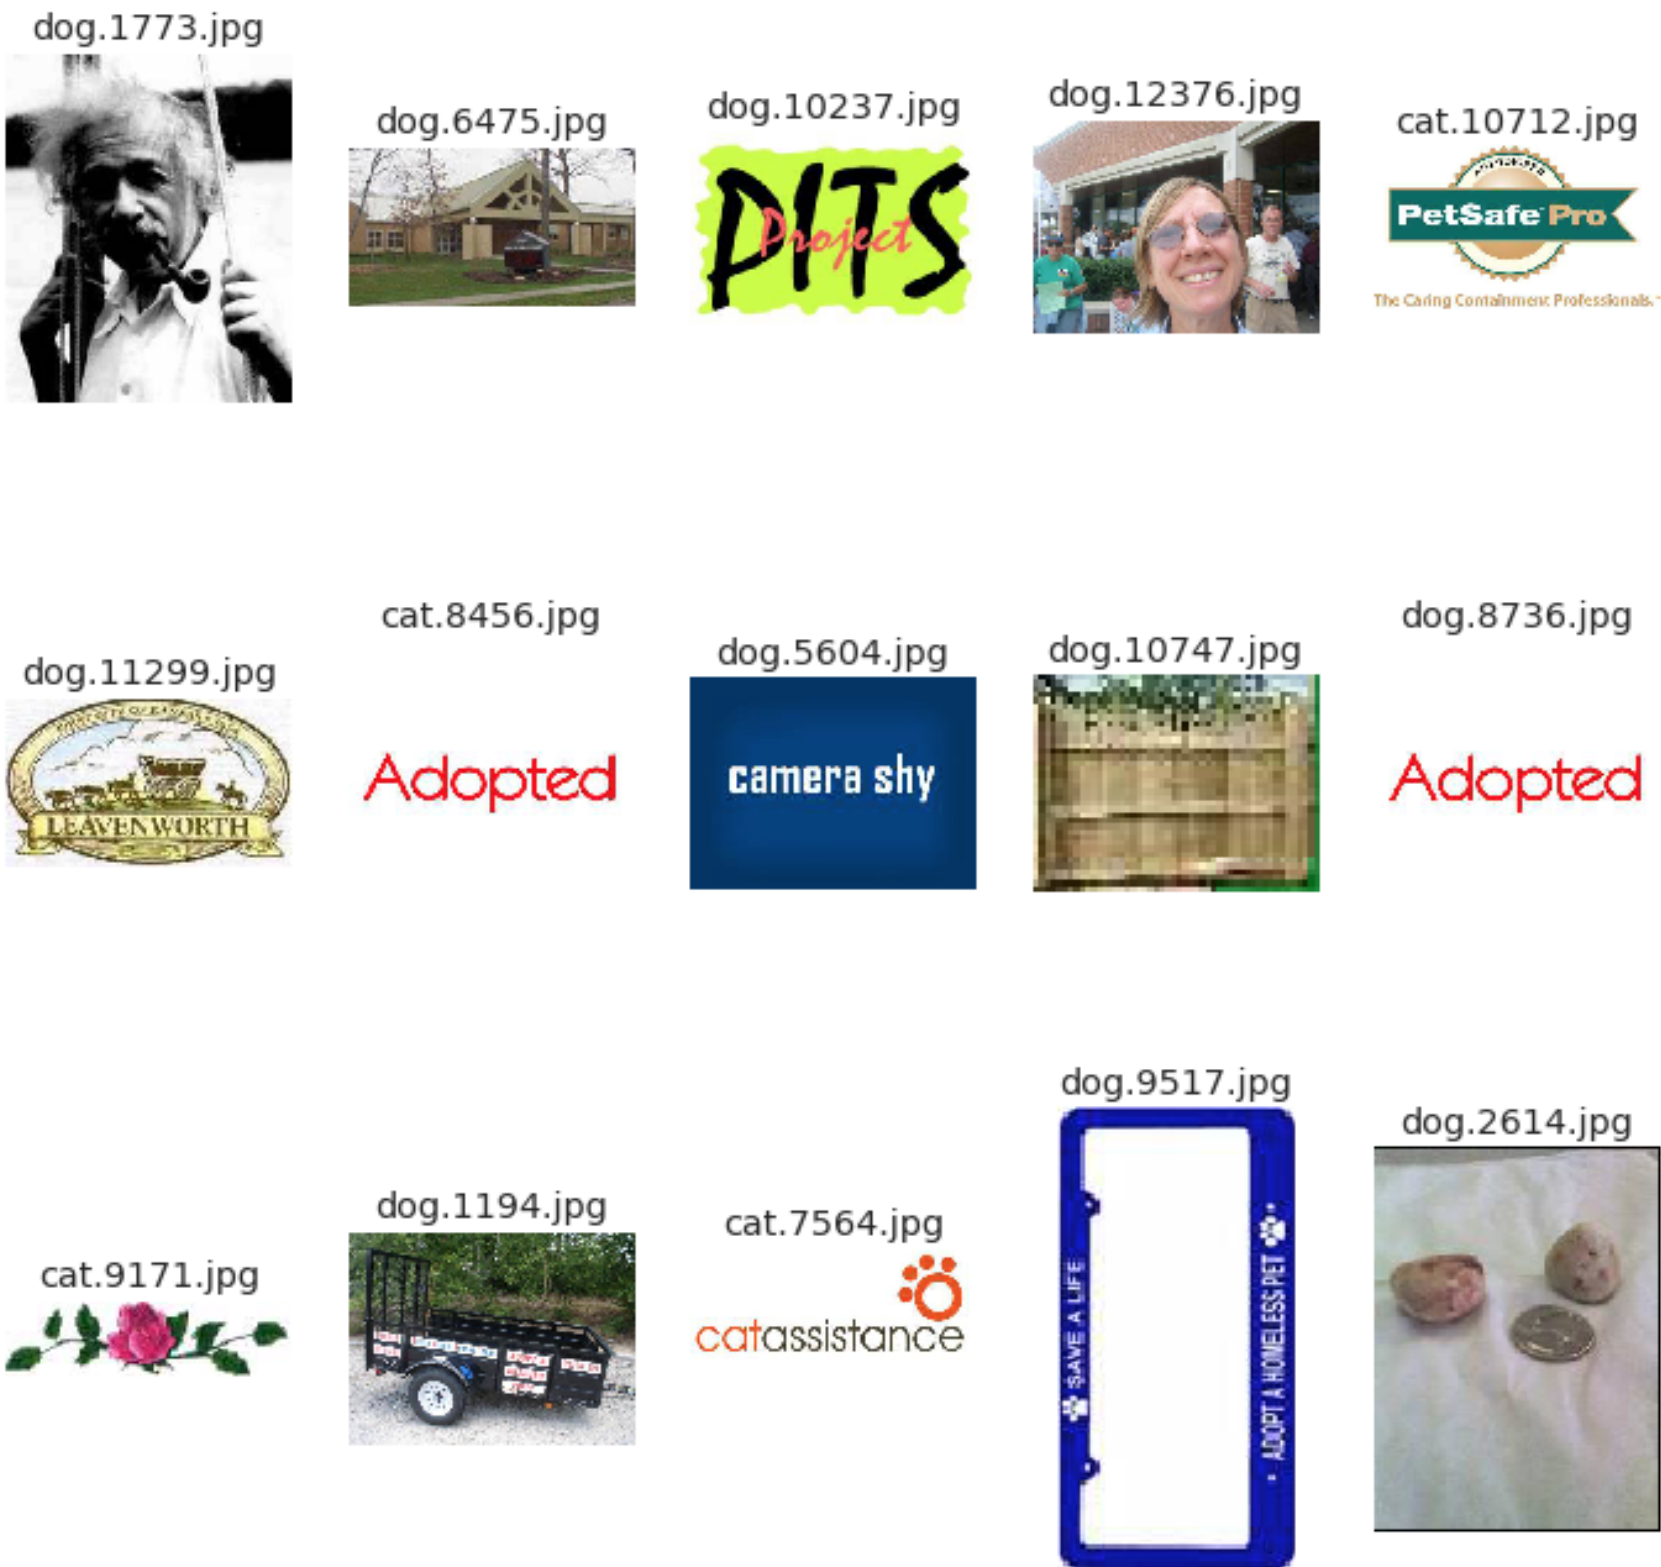 dog.1773.jpg
dog.6475.jpg
dog.10237.jpg
dog.12376.jpg
cat.10712.jpg
PITS
Project
PetSafe Pro
The Caring Containment Professionals.
dog.11299.jpg
cat.8456.jpg
dog.5604.jpg
dog.10747.jpg
dog.8736.jpg
LEAVENWORTH
Adopted
camera shy
Adopted
cat.9171.jpg
dog.1194.jpg
cat.7564.jpg
dog.9517.jpg
dog.2614.jpg
catassistance
SAVE A LIFE
ADOPT A HOMELESS PET